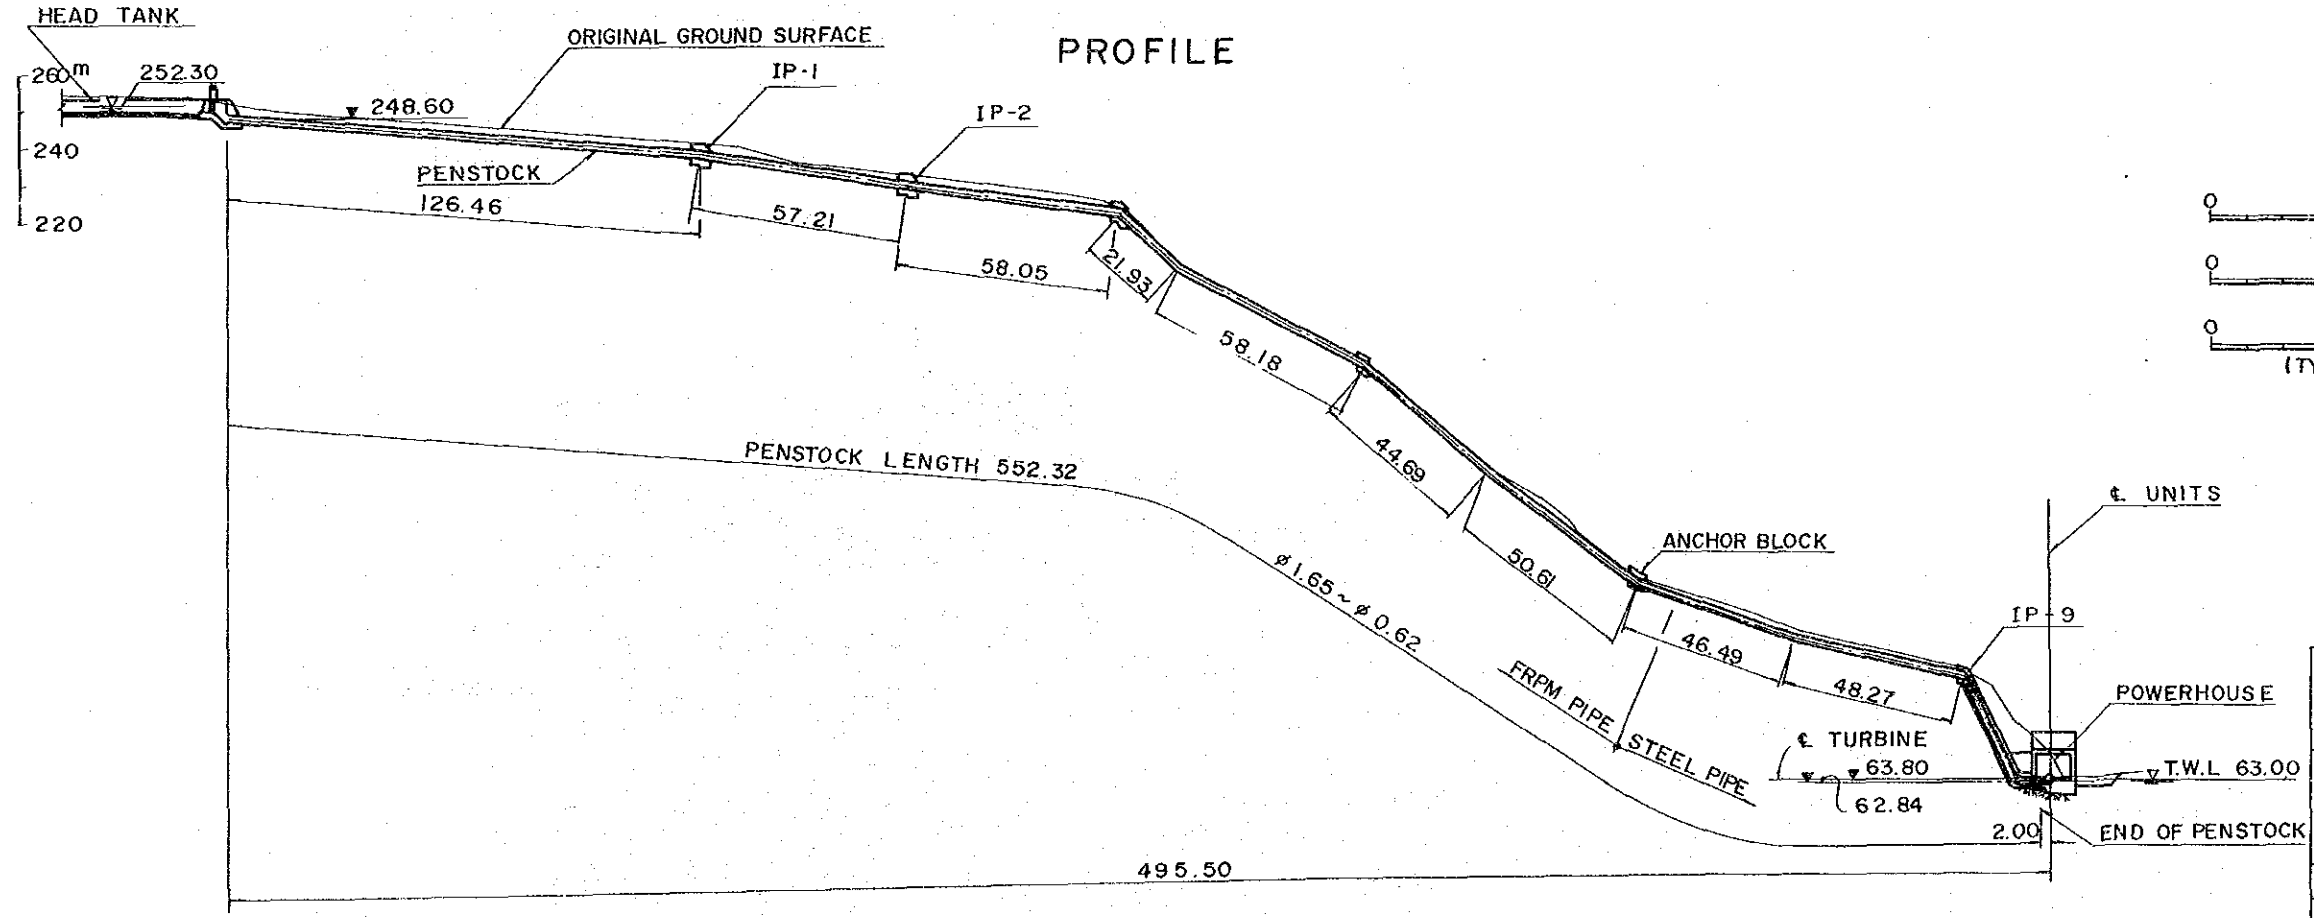 HEAD TANK
ORIGINAL GROUND SURFACE
PROFILE
260m
252.30
IP-1
248.60
IP-2
240
PENSTOCK
220
126.46
57.21
58.05
21.93
58.18
0
0
0
(TY
44.69
PENSTOCK LENGTH 552.32
℄ UNITS
ANCHOR BLOCK
50.61
ø1.65~ø0.62
46.49
IP-9
FRPM PIPE
STEEL PIPE
48.27
POWERHOUSE
℄ TURBINE
63.80
62.84
T.W.L 63.00
2.00
END OF PENSTOCK
495.50